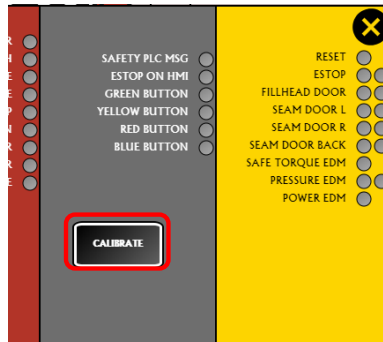 SAFETY PLC MSG
ESTOP ON HMI
GREEN BUTTON
YELLOW BUTTON
RED BUTTON
BLUE BUTTON
CALIBRATE
RESET
ESTOP
FILLHEAD DOOR
SEAM DOOR L
SEAM DOOR R
SEAM DOOR BACK
SAFE TORQUE EDM
PRESSURE EDM
POWER EDM